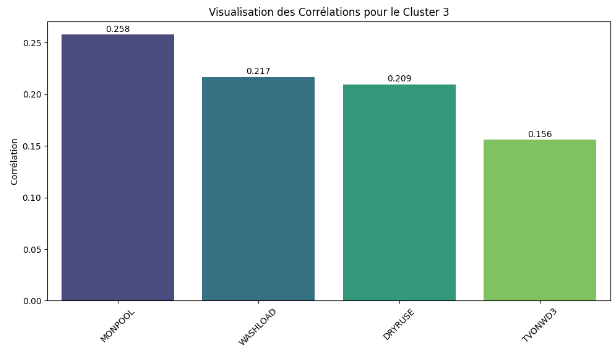 Visualisation des Corrélations pour le Cluster 3
0.258
0.217
0.209
0.156
0.25
0.20
0.15
0.10
0.05
0.00
Corrélation
MONPOOL
WASHLOAD
DRYRUSE
TVONWD3